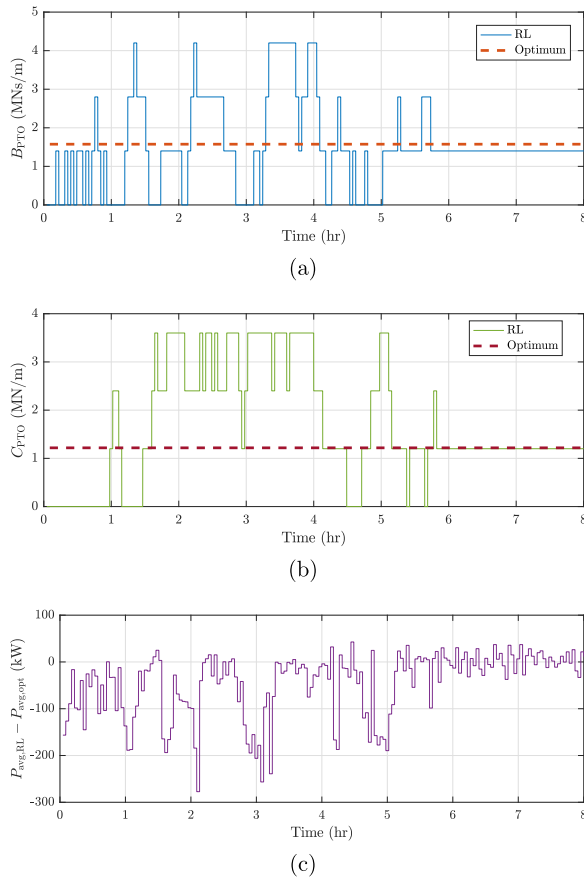 5
4
3
2
1
0
B_PTO (MNs/m)
RL
Optimum
0 1 2 3 4 5 6 7 8
Time (hr)
(a)
4
3
2
1
0
C_PTO (MN/m)
RL
Optimum
0 1 2 3 4 5 6 7 8
Time (hr)
(b)
100
0
-100
-200
-300
P_avg,RL − P_avg,opt (kW)
0 1 2 3 4 5 6 7 8
Time (hr)
(c)